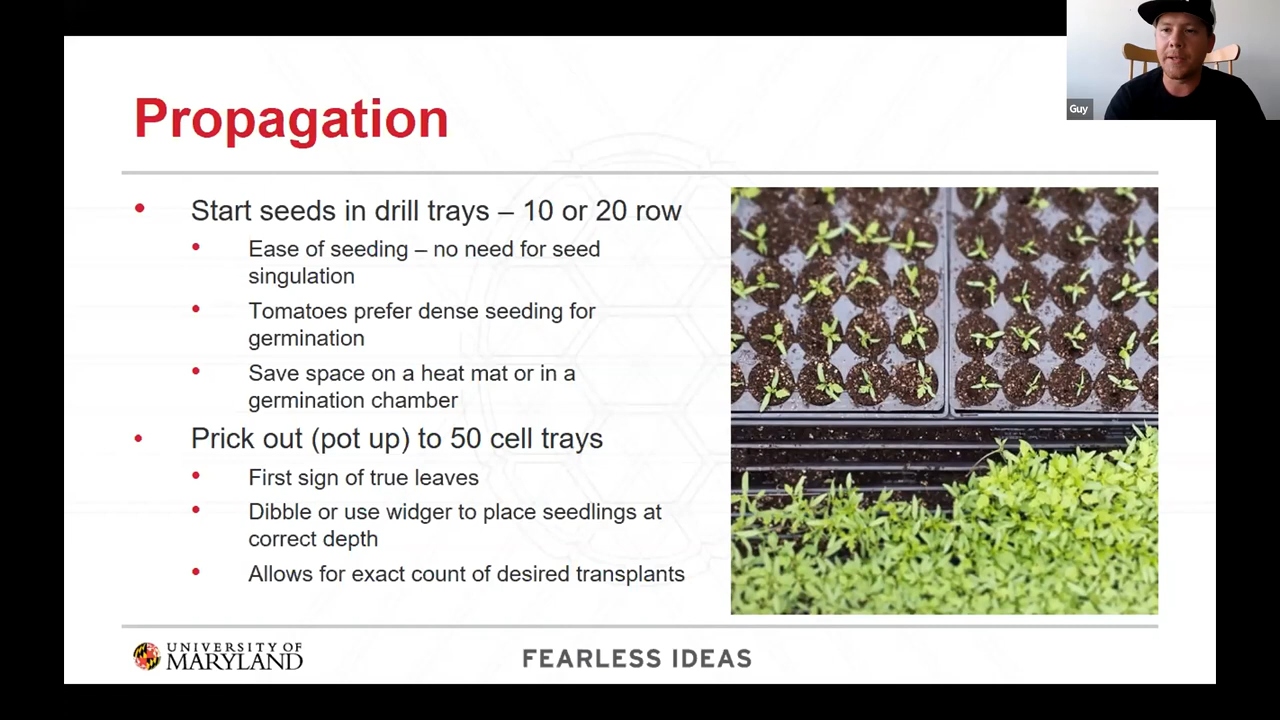 Guy
Propagation
Start seeds in drill trays – 10 or 20 row
Ease of seeding – no need for seed
singulation
Tomatoes prefer dense seeding for
germination
Save space on a heat mat or in a
germination chamber
Prick out (pot up) to 50 cell trays
First sign of true leaves
Dibble or use widger to place seedlings at
correct depth
Allows for exact count of desired transplants
UNIVERSITY OF
MARYLAND
FEARLESS IDEAS